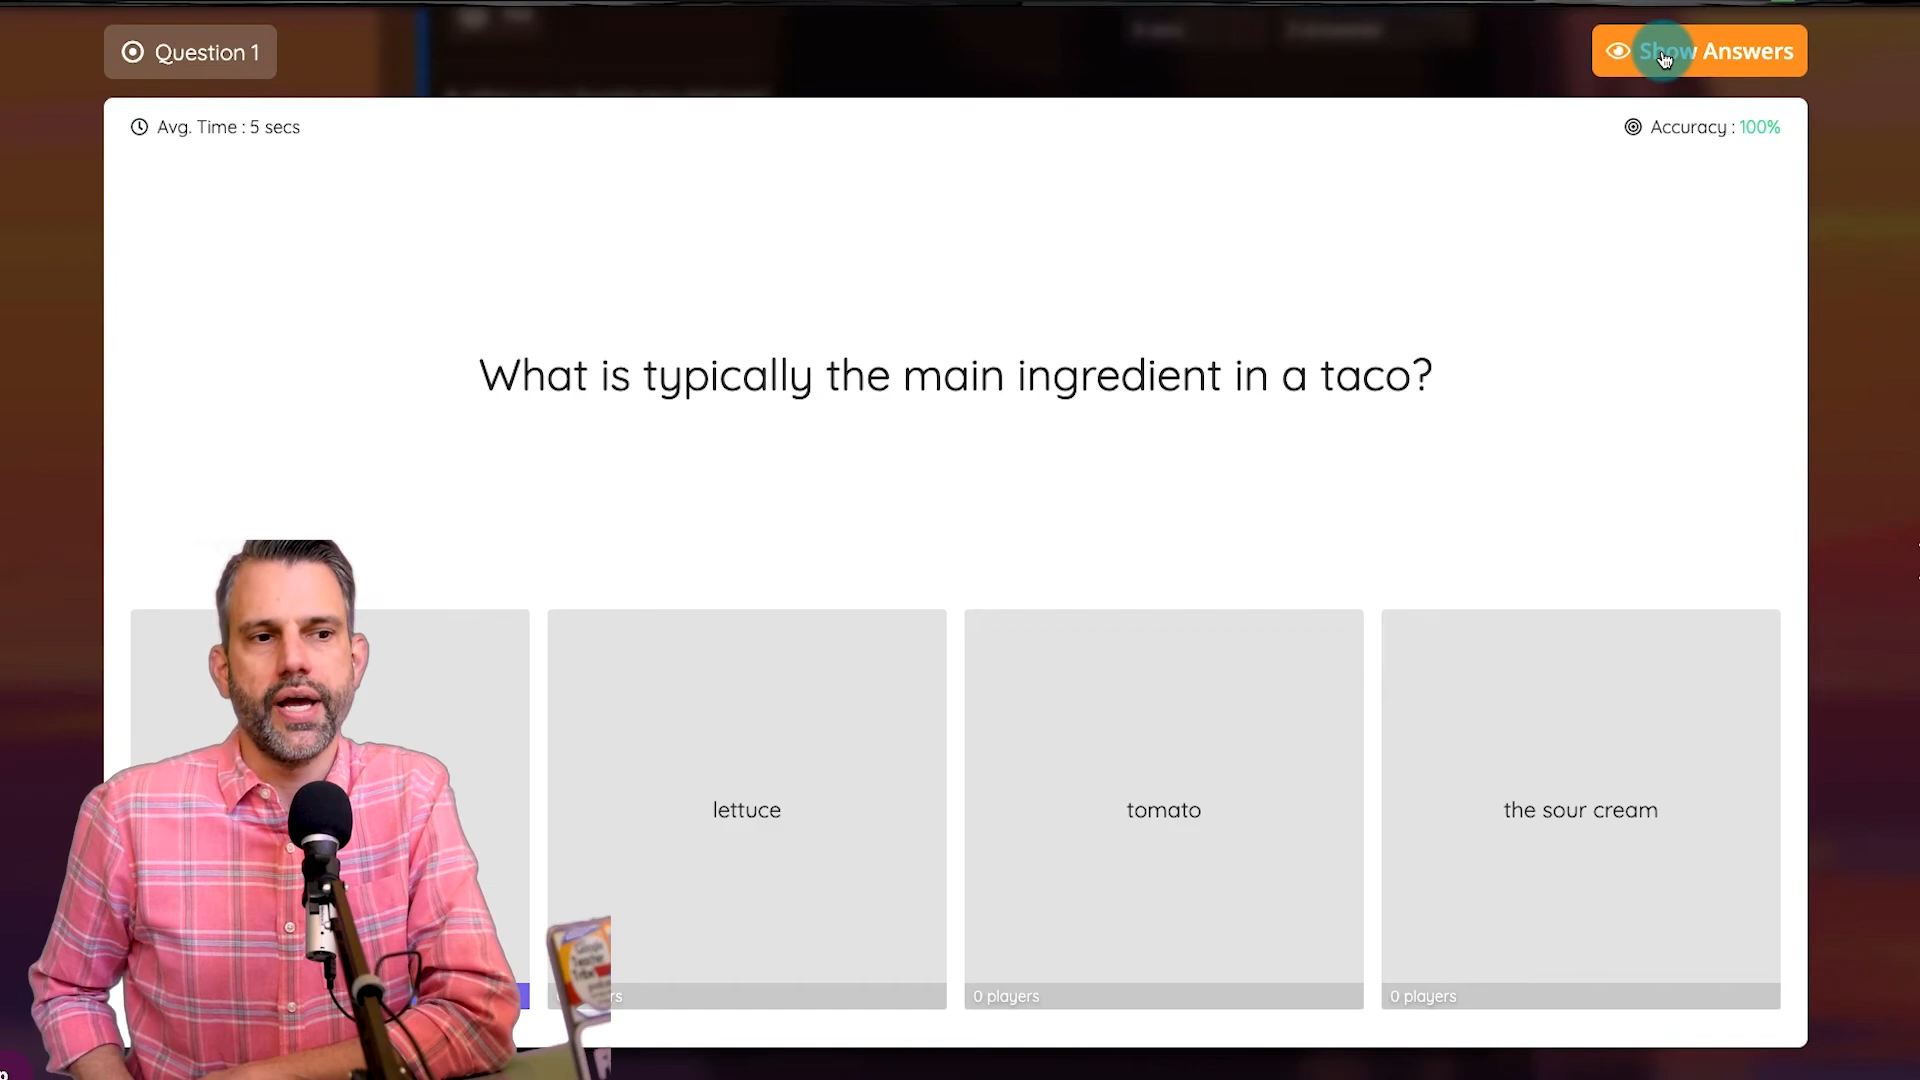 Question 1
Show Answers
Avg. Time : 5 secs
Accuracy : 100%
What is typically the main ingredient in a taco?
lettuce
tomato
the sour cream
0 players
0 players